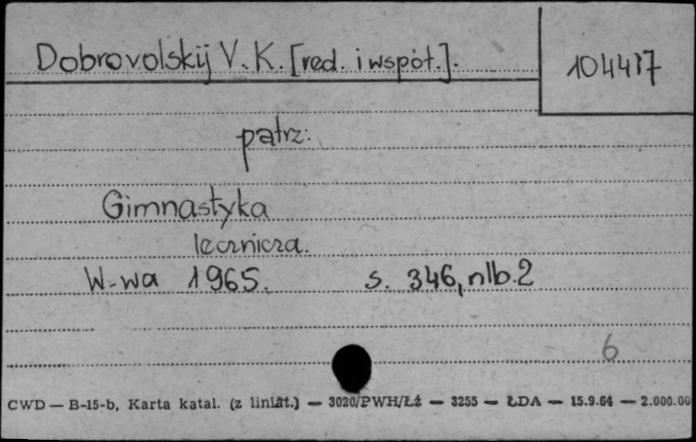 Dobrovolskij V. K. [red. i współ.].
104417
patrz:
Gimnastyka
lecznicza.
W-wa 1965. s. 346, nlb. 2
6
CWD — B-15-b, Karta katal. (z liniat.) — 3020/PWH/Łź — 3255 — ŁDA — 15.9.64 — 2.000.00